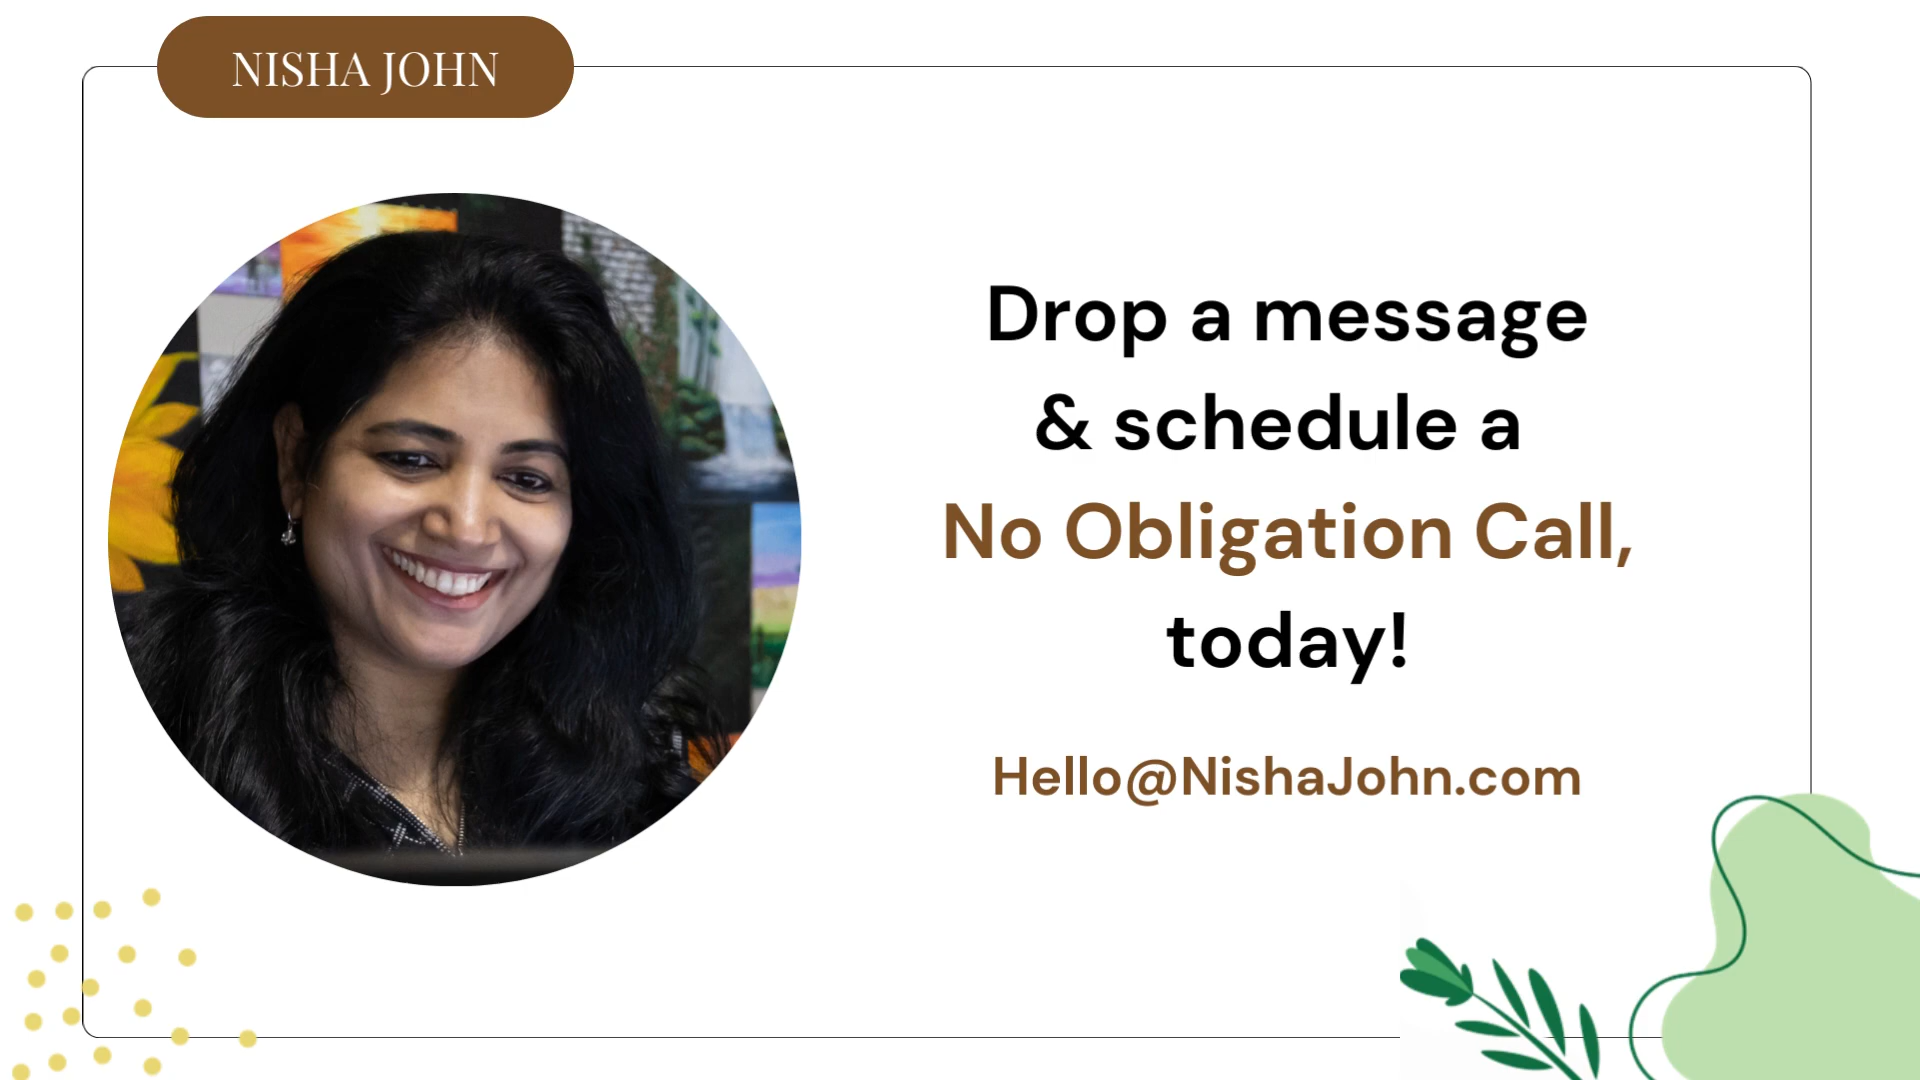 NISHA JOHN
Drop a message
& schedule a
No Obligation Call,
today!
Hello@NishaJohn.com